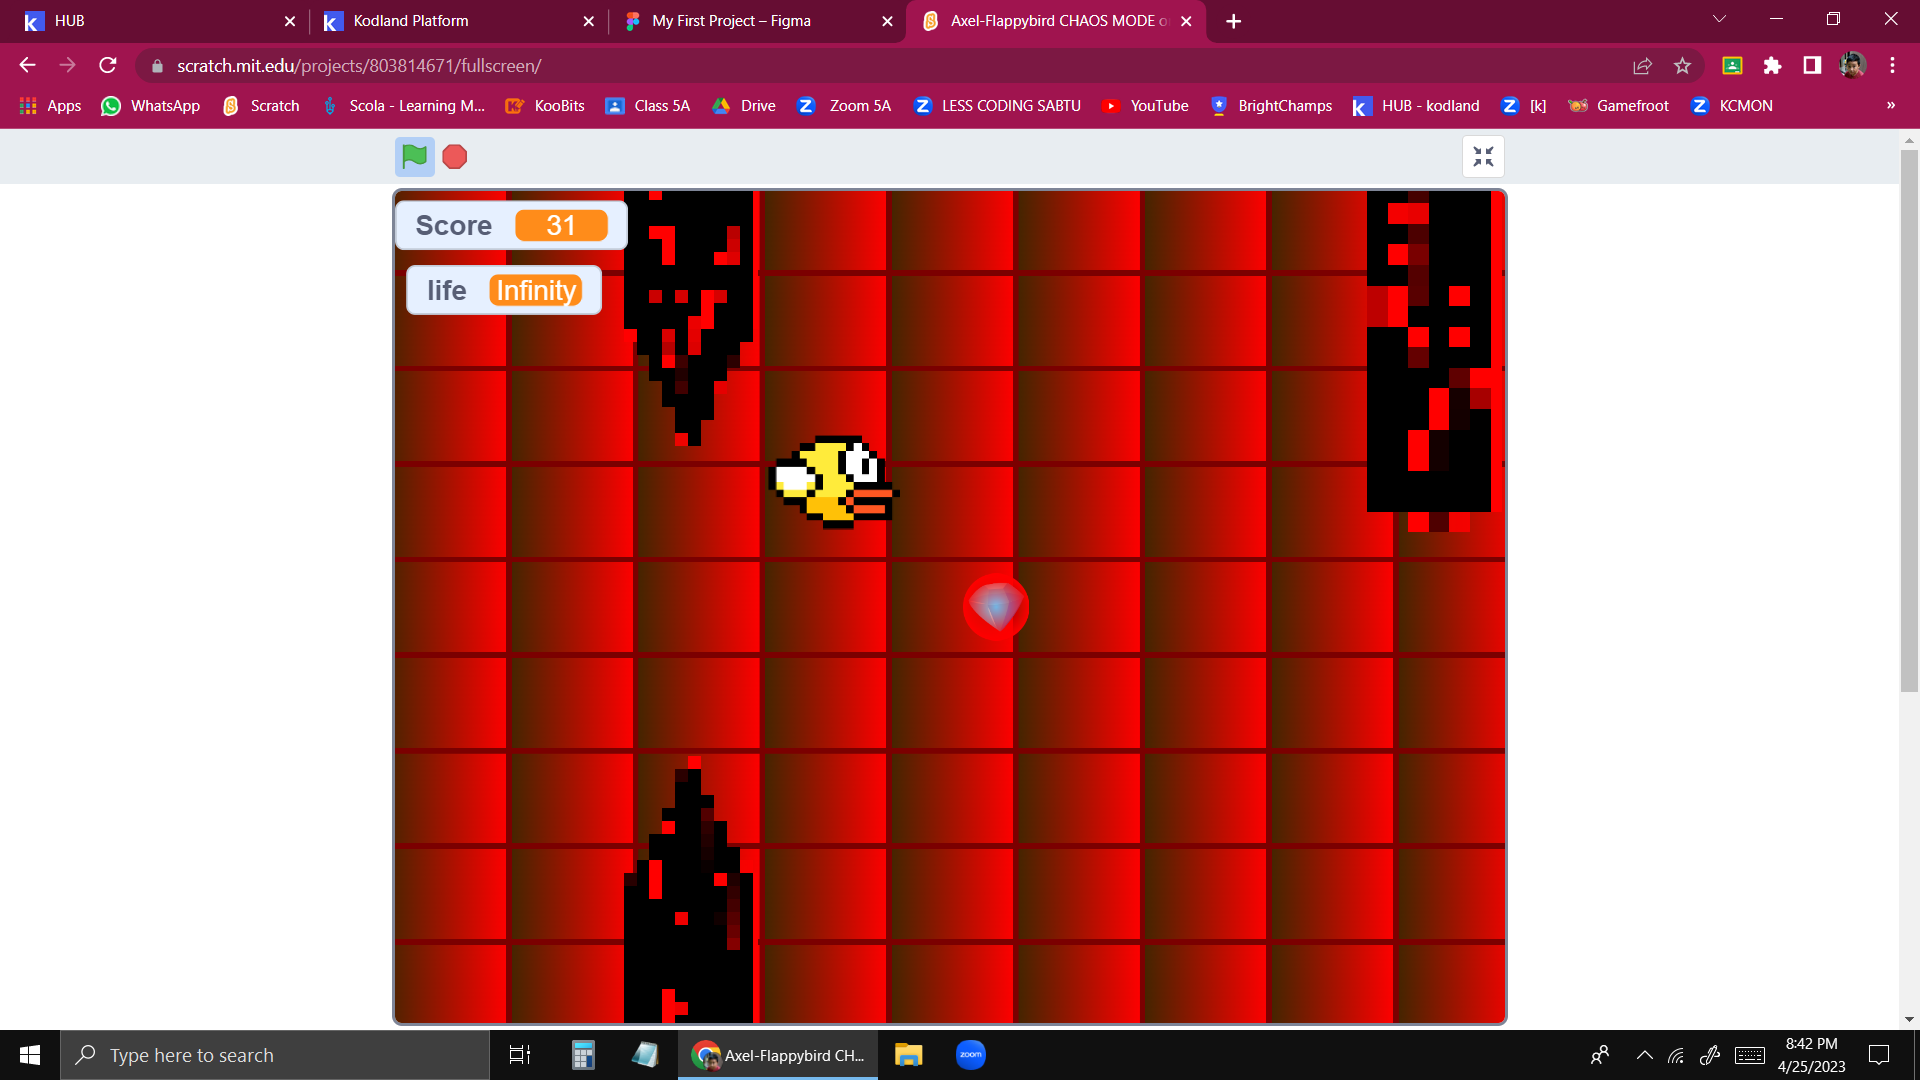 HUB
Kodland Platform
My First Project – Figma
Axel-Flappybird CHAOS MODE o
scratch.mit.edu/projects/803814671/fullscreen/
Apps
WhatsApp
Scratch
Scola - Learning M...
KooBits
Class 5A
Drive
Zoom 5A
LESS CODING SABTU
YouTube
BrightChamps
HUB - kodland
[k]
Gamefroot
KCMON
»
Score 31
life Infinity
Type here to search
Axel-Flappybird CH...
zoom
8:42 PM
4/25/2023